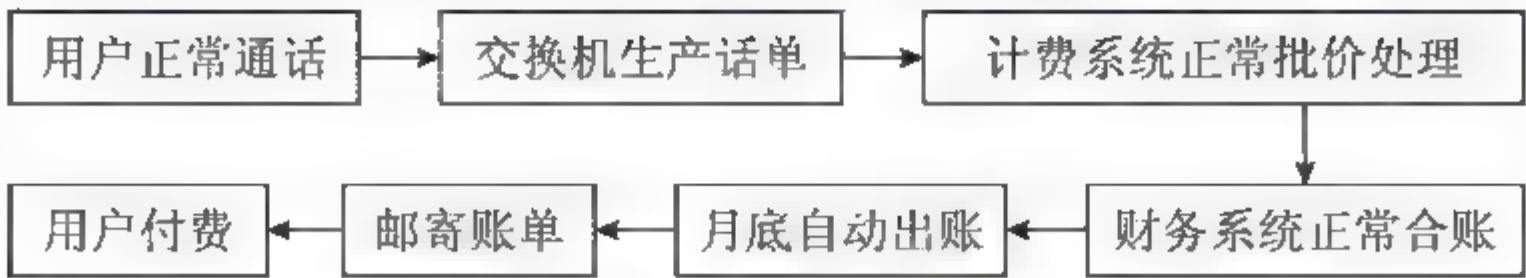 用户正常通话
交换机生产话单
计费系统正常批价处理
财务系统正常合账
月底自动出账
邮寄账单
用户付费